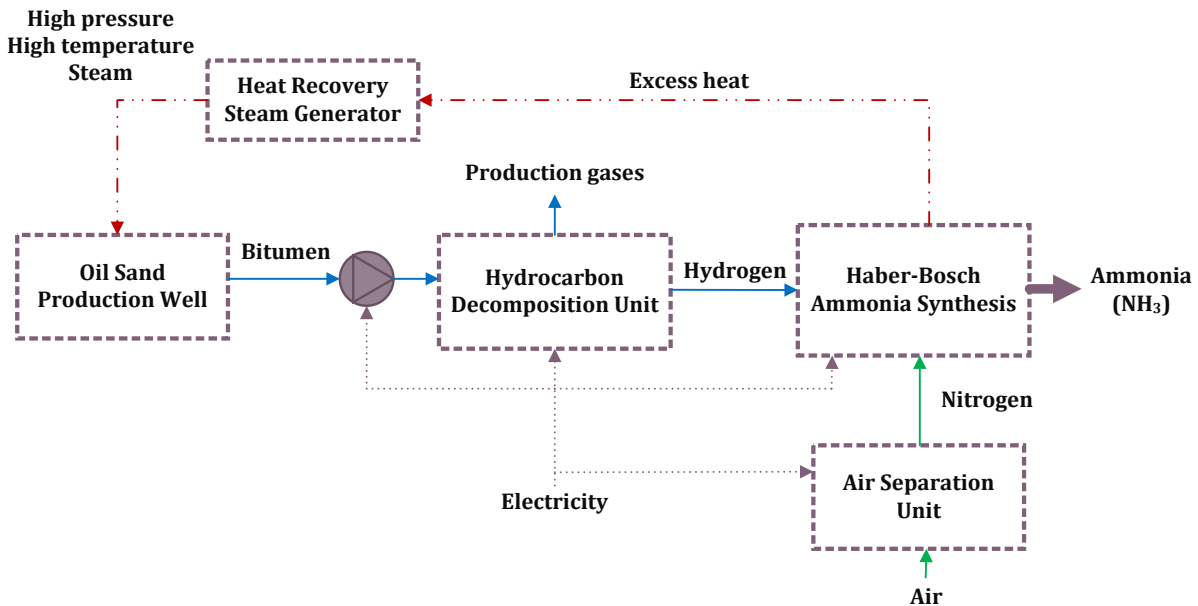 High pressure
High temperature
Steam
Heat Recovery
Steam Generator
Excess heat
Production gases
Oil Sand
Production Well
Bitumen
Hydrocarbon
Decomposition Unit
Hydrogen
Haber-Bosch
Ammonia Synthesis
Ammonia
(NH₃)
Nitrogen
Electricity
Air Separation
Unit
Air